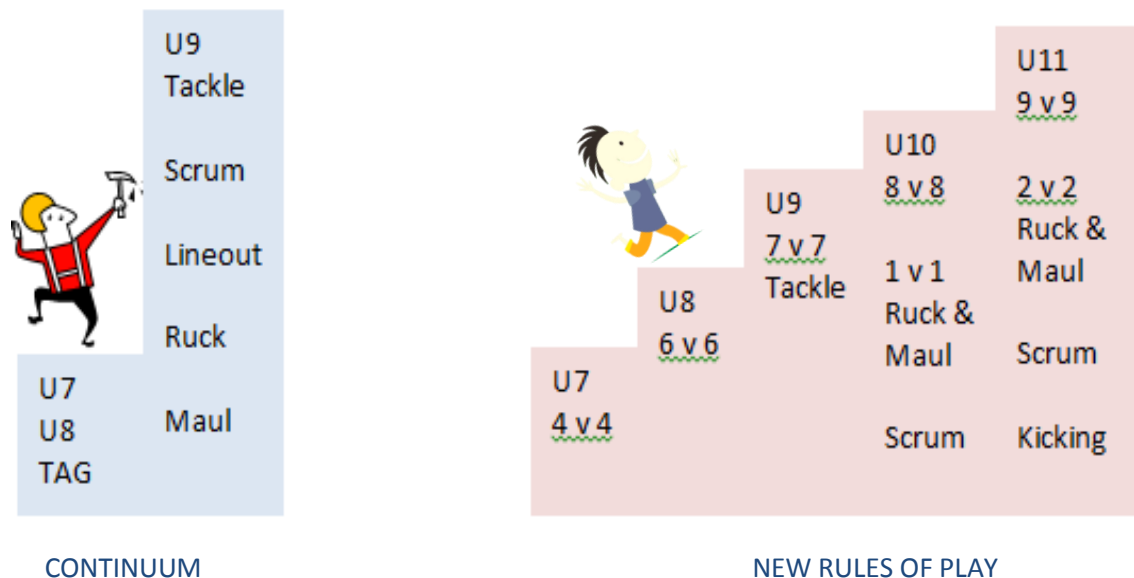 U9
Tackle
Scrum
Lineout
Ruck
Maul
U7
U8
TAG
CONTINUUM
U7
4 v 4
U8
6 v 6
U9
7 v 7
Tackle
U10
8 v 8
1 v 1
Ruck &
Maul
Scrum
U11
9 v 9
2 v 2
Ruck &
Maul
Scrum
Kicking
NEW RULES OF PLAY